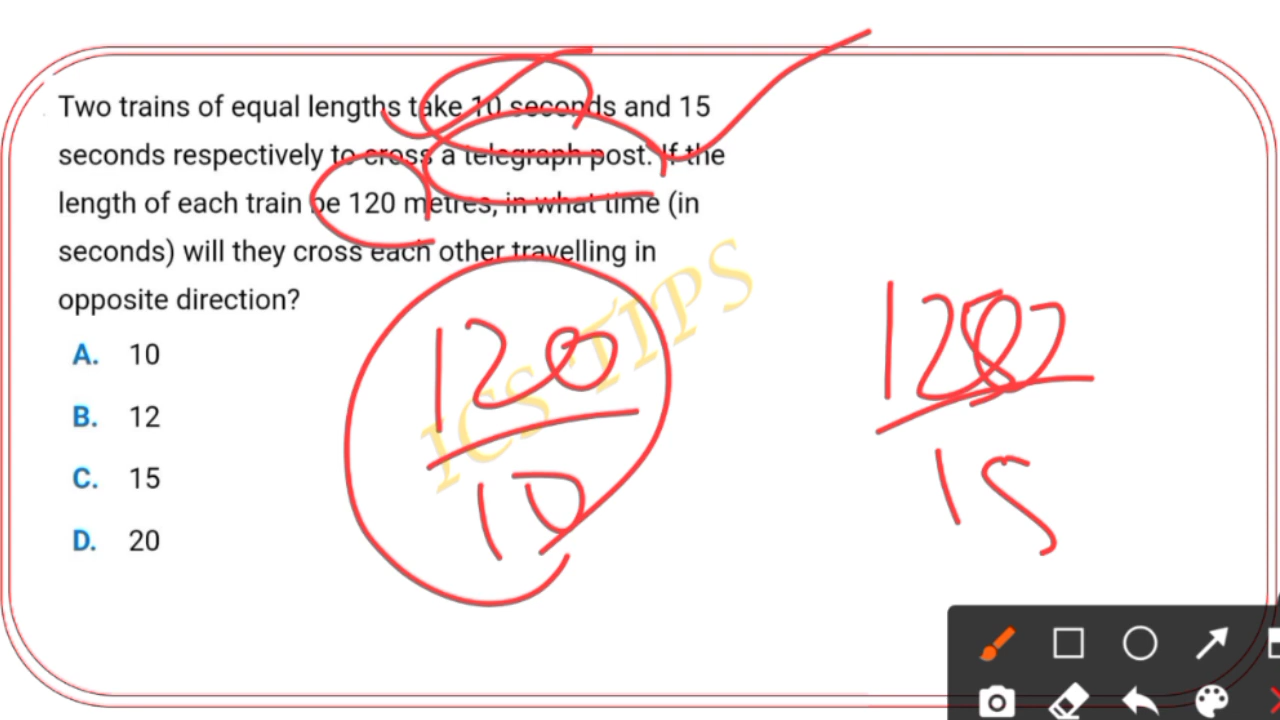 Two trains of equal lengths take 10 seconds and 15
seconds respectively to cross a telegraph post. If the
length of each train be 120 metres, in what time (in
seconds) will they cross each other travelling in
opposite direction?
A. 10
B. 12
C. 15
D. 20
ICS TIPS
120
10
15